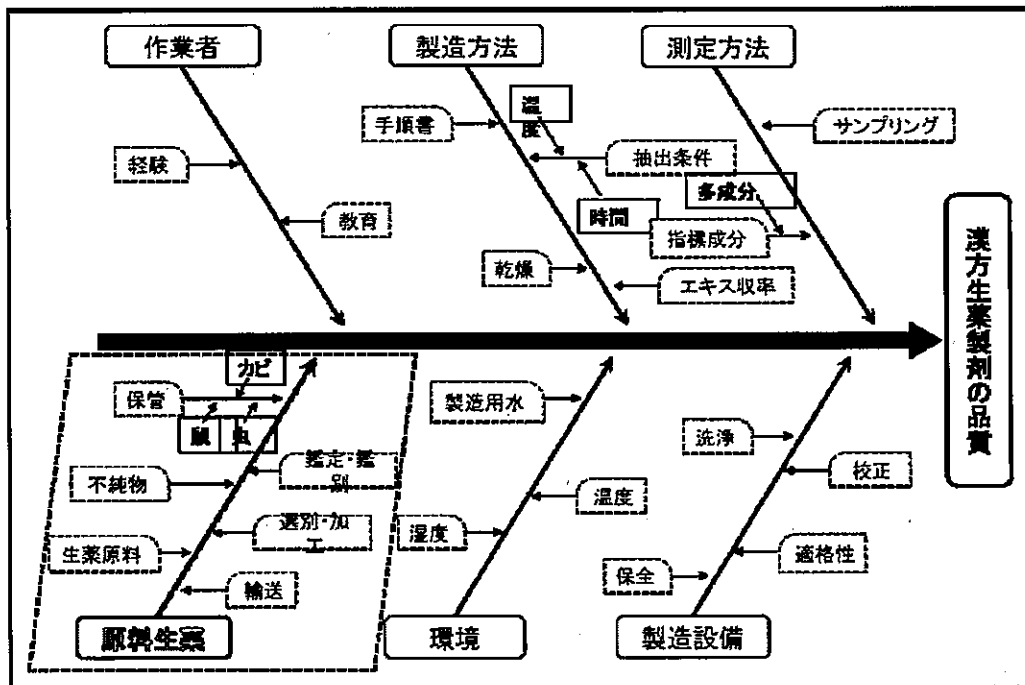 作業者
製造方法
測定方法
手順書
温
度
サンプリング
経験
抽出条件
多成分
教育
時間
指標成分
乾燥
エキス収率
漢方生薬製剤の品質
カビ
保管
製造用水
鼠
虫
洗浄
鑑定・鑑
別
校正
不純物
温度
選別・加
工
湿度
生薬原料
適格性
保全
輸送
原料生薬
環境
製造設備